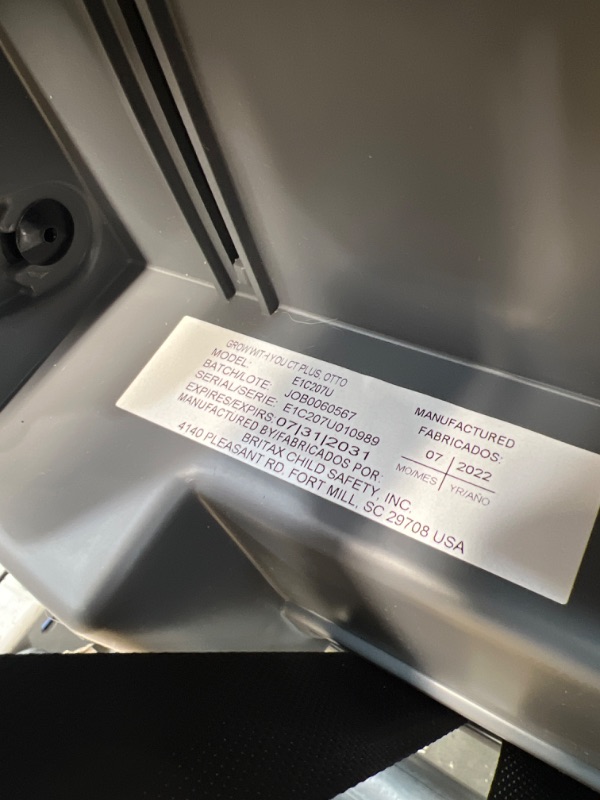 GROW WITH YOU CT PLUS, OTTO
MODEL: E1C207U
BATCH/LOTE: JOB0060567
SERIAL/SERIE: E1C207U010989
EXPIRES/EXPIRS: 07/31/2031
MANUFACTURED BY/FABRICADOS POR:
BRITAX CHILD SAFETY, INC.
4140 PLEASANT RD. FORT MILL, SC 29708 USA
MANUFACTURED
FABRICADOS:
07 | 2022
MO/MES | YR/AÑO